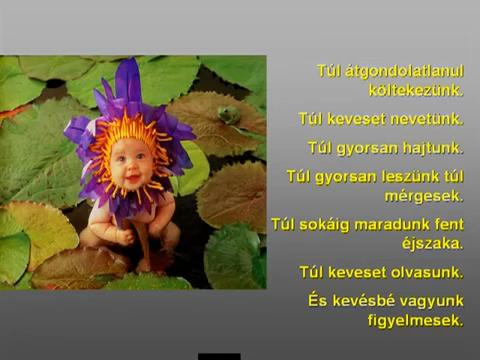 Túl átgondolatlanul
költekezünk.
Túl keveset nevetünk.
Túl gyorsan hajtunk.
Túl gyorsan leszünk túl
mérgesek.
Túl sokáig maradunk fent
éjszaka.
Túl keveset olvasunk.
És kevésbé vagyunk
figyelmesek.